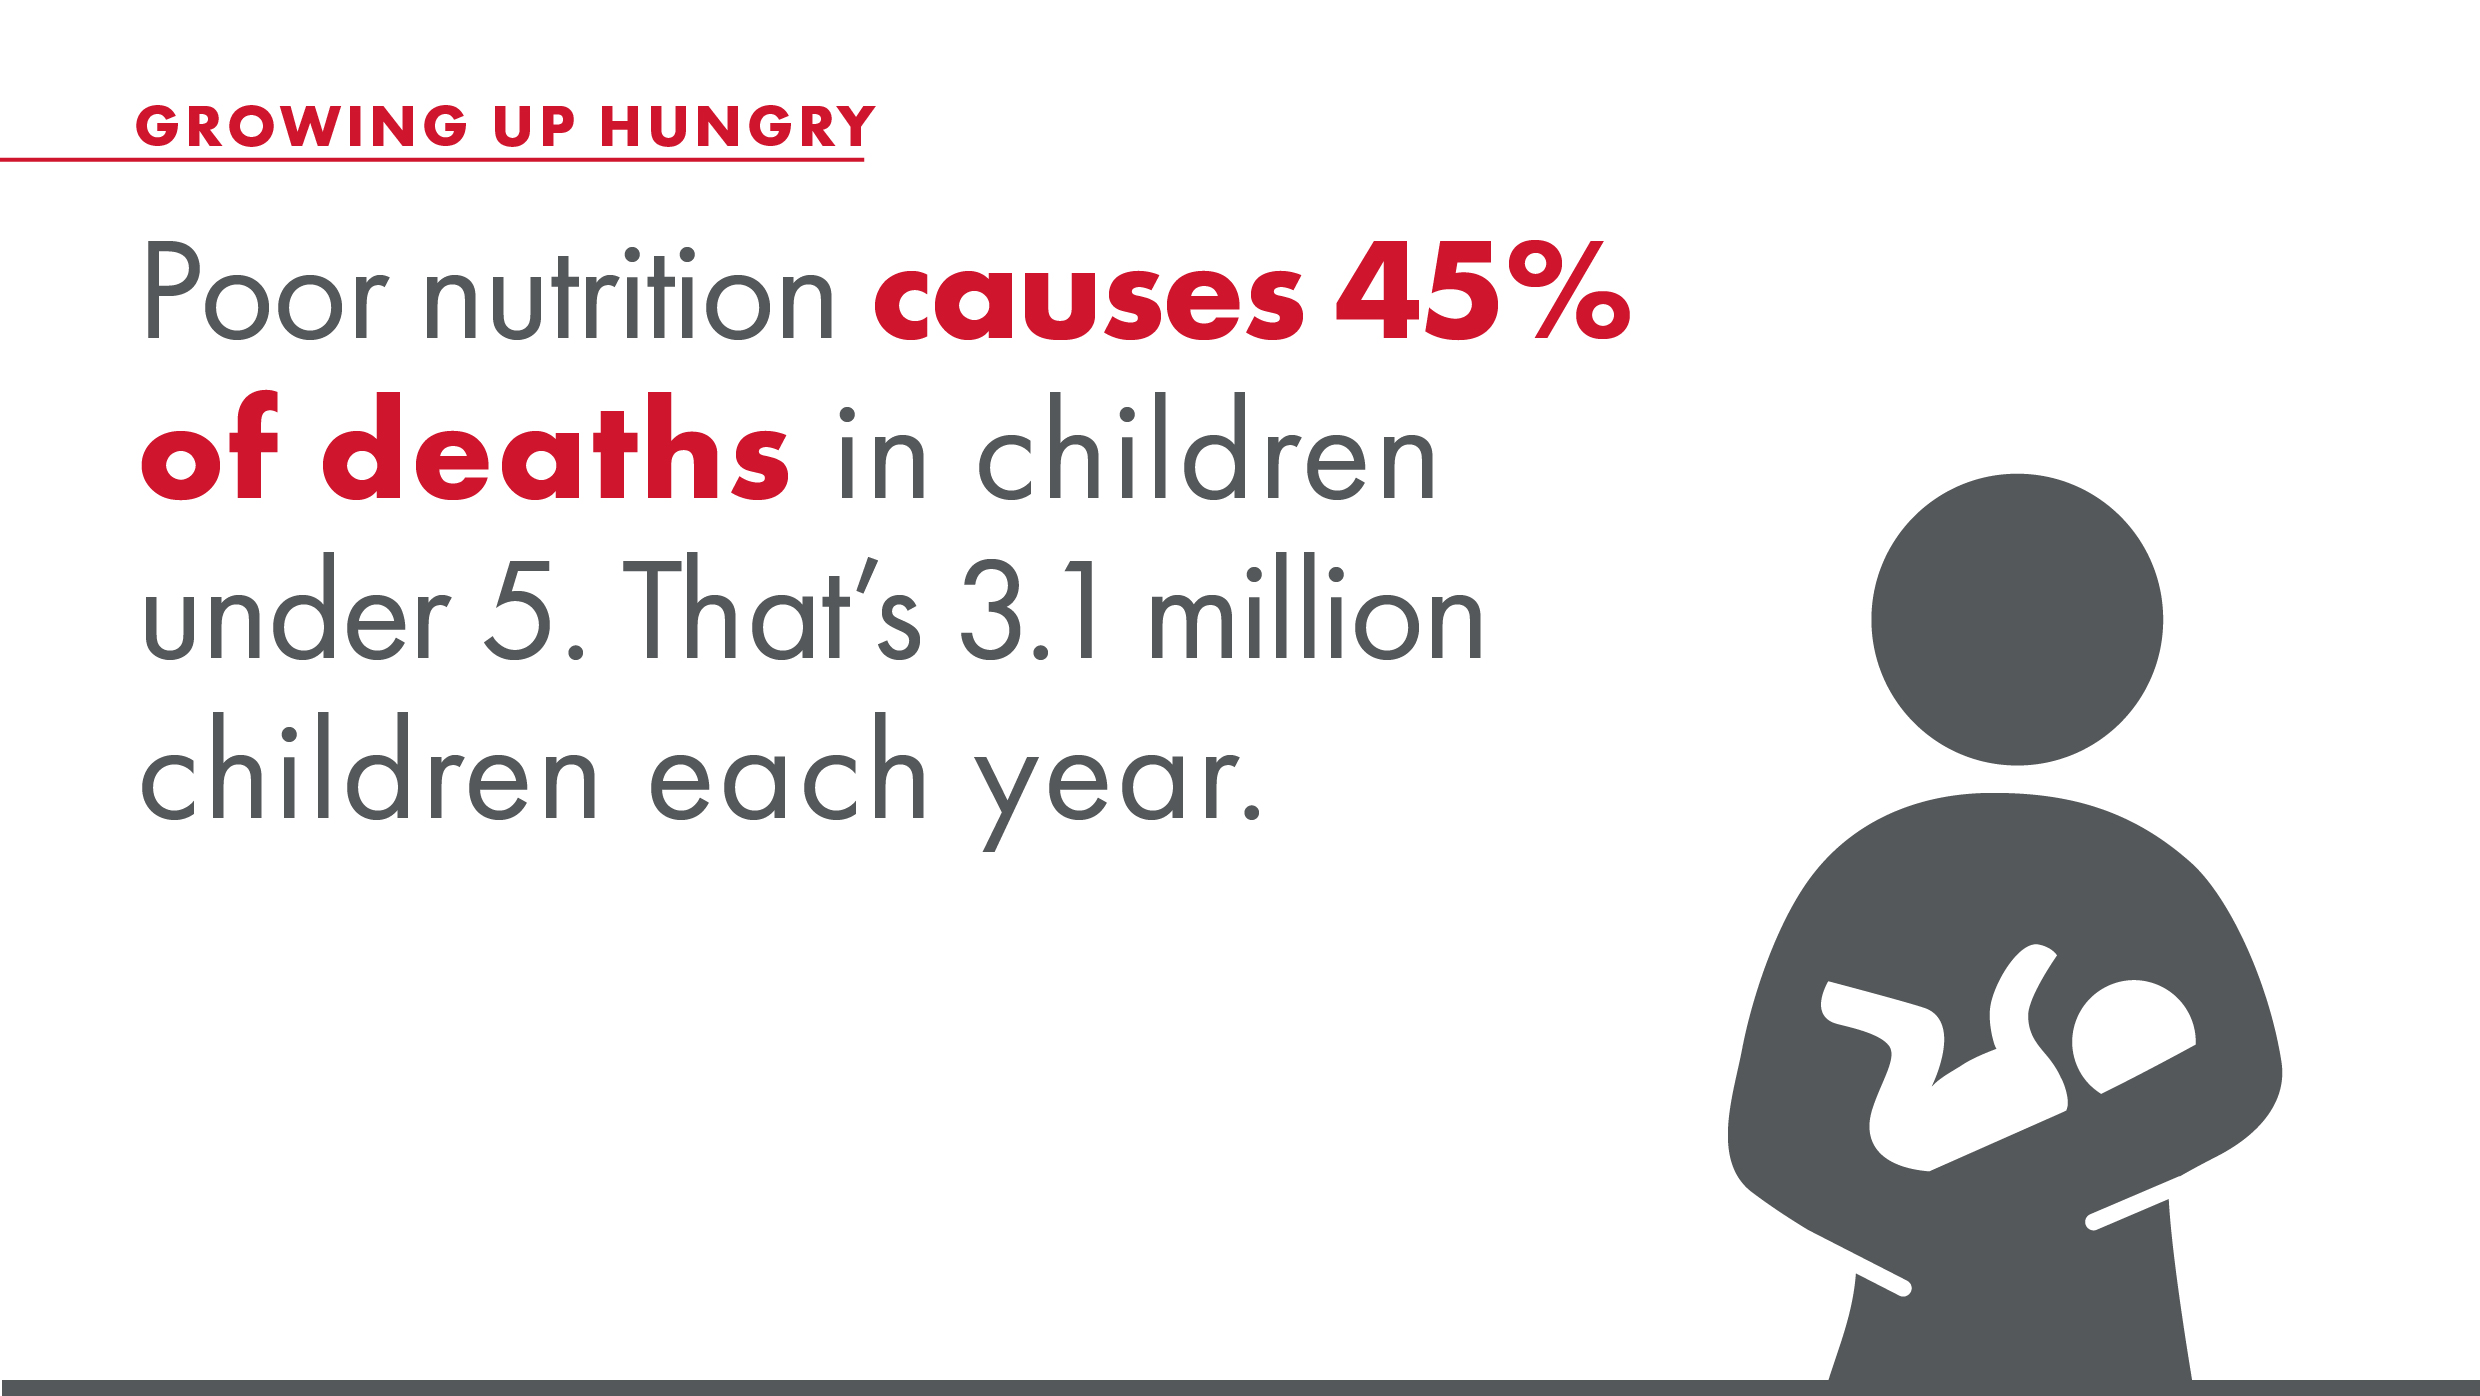 GROWING UP HUNGRY
Poor nutrition causes 45%
of deaths in children
under 5. That’s 3.1 million
children each year.